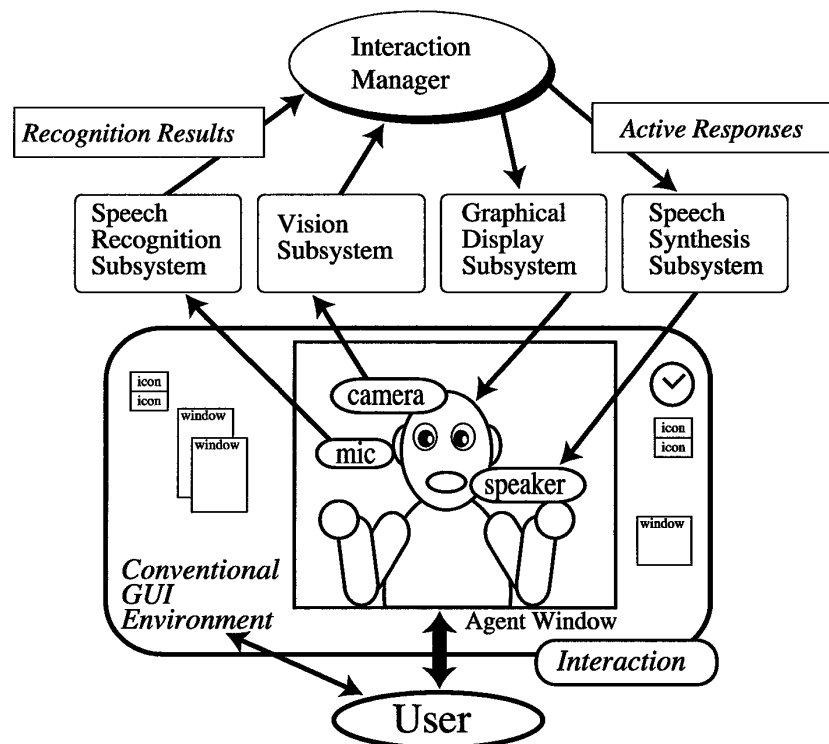 Interaction
Manager
Recognition Results
Active Responses
Speech
Recognition
Subsystem
Vision
Subsystem
Graphical
Display
Subsystem
Speech
Synthesis
Subsystem
icon
icon
window
window
camera
mic
speaker
icon
icon
window
Conventional
GUI
Environment
Agent Window
Interaction
User